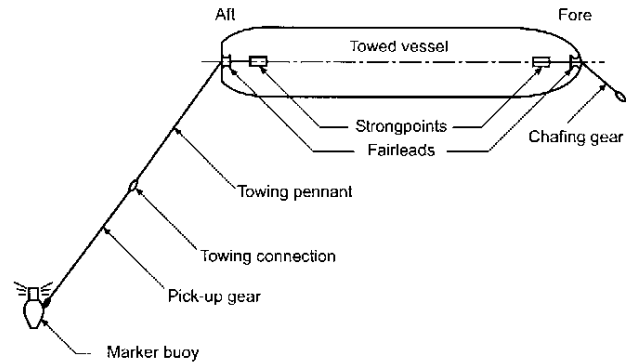 Aft
Fore
Towed vessel
Strongpoints
Fairleads
Chafing gear
Towing pennant
Towing connection
Pick-up gear
Marker buoy